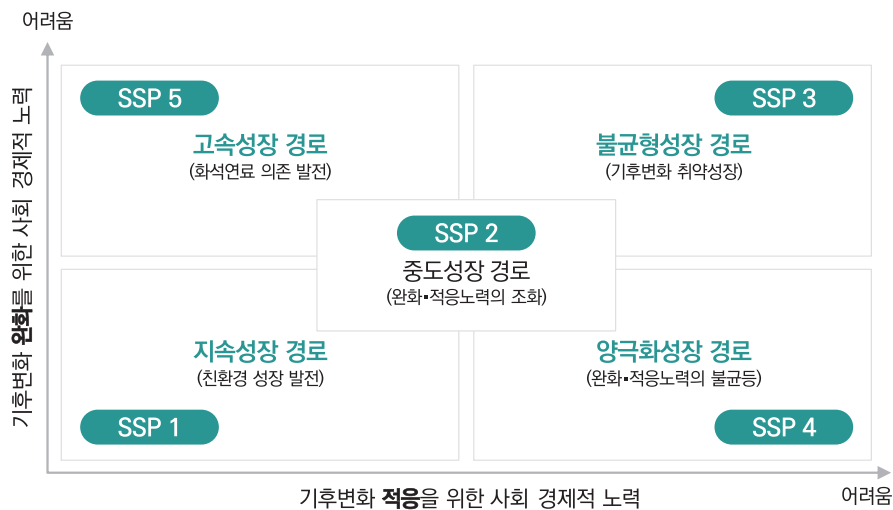 어려움
기후변화 완화를 위한 사회 경제적 노력
SSP 5
고속성장 경로
(화석연료 의존 발전)
SSP 3
불균형성장 경로
(기후변화 취약성장)
SSP 2
중도성장 경로
(완화·적응노력의 조화)
지속성장 경로
(친환경 성장 발전)
SSP 1
양극화성장 경로
(완화·적응노력의 불균등)
SSP 4
기후변화 적응을 위한 사회 경제적 노력
어려움